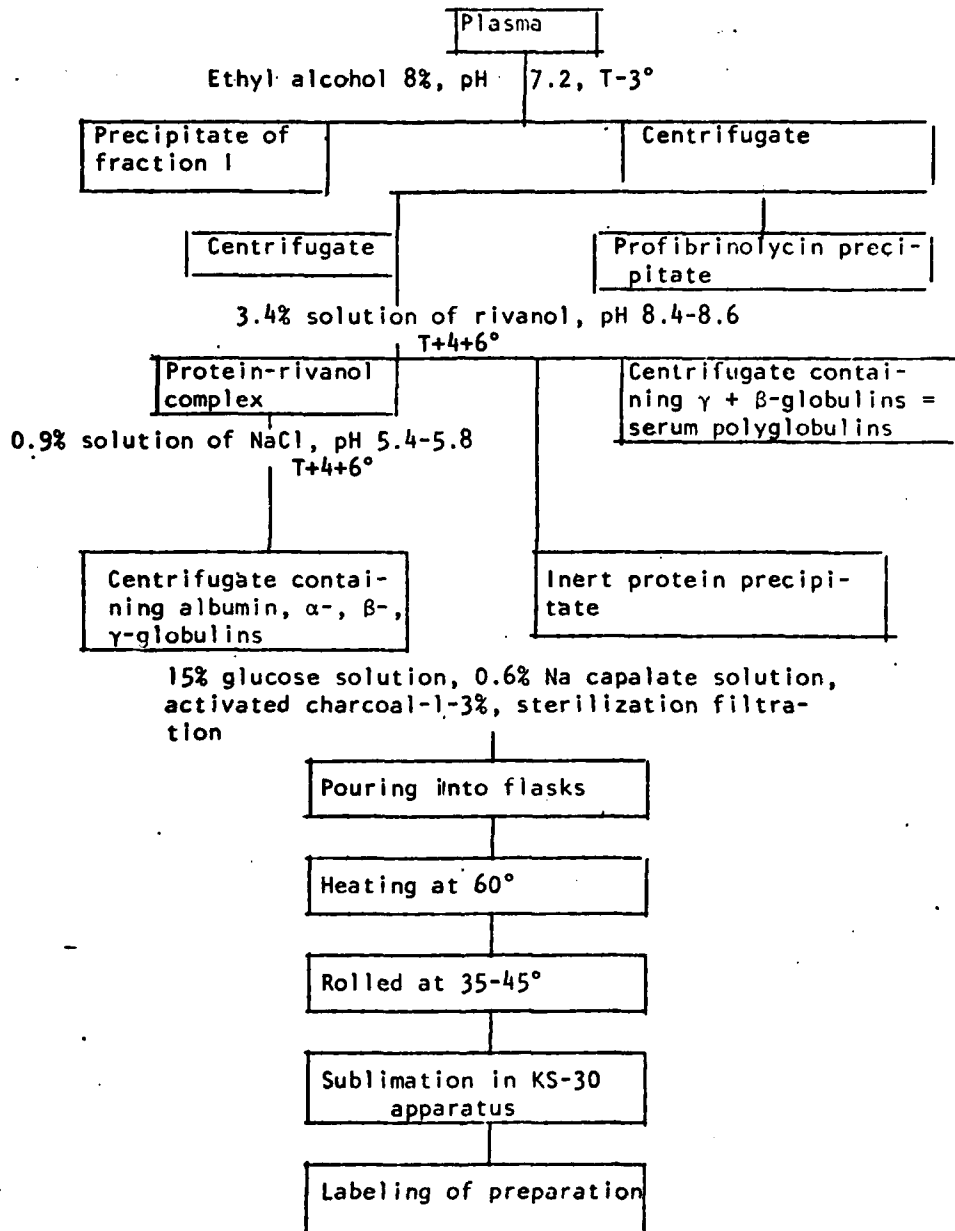 Plasma
Ethyl alcohol 8%, pH 7.2, T-3°
Precipitate of
fraction I
Centrifugate
Centrifugate
Profibrinolycin preci-
pitate
3.4% solution of rivanol, pH 8.4-8.6
T+4+6°
Protein-rivanol
complex
Centrifugate contai-
ning γ + β-globulins =
serum polyglobulins
0.9% solution of NaCl, pH 5.4-5.8
T+4+6°
Centrifugate contai-
ning albumin, α-, β-,
γ-globulins
Inert protein precipi-
tate
15% glucose solution, 0.6% Na capalate solution,
activated charcoal-1-3%, sterilization filtra-
tion
Pouring into flasks
Heating at 60°
Rolled at 35-45°
Sublimation in KS-30
apparatus
Labeling of preparation